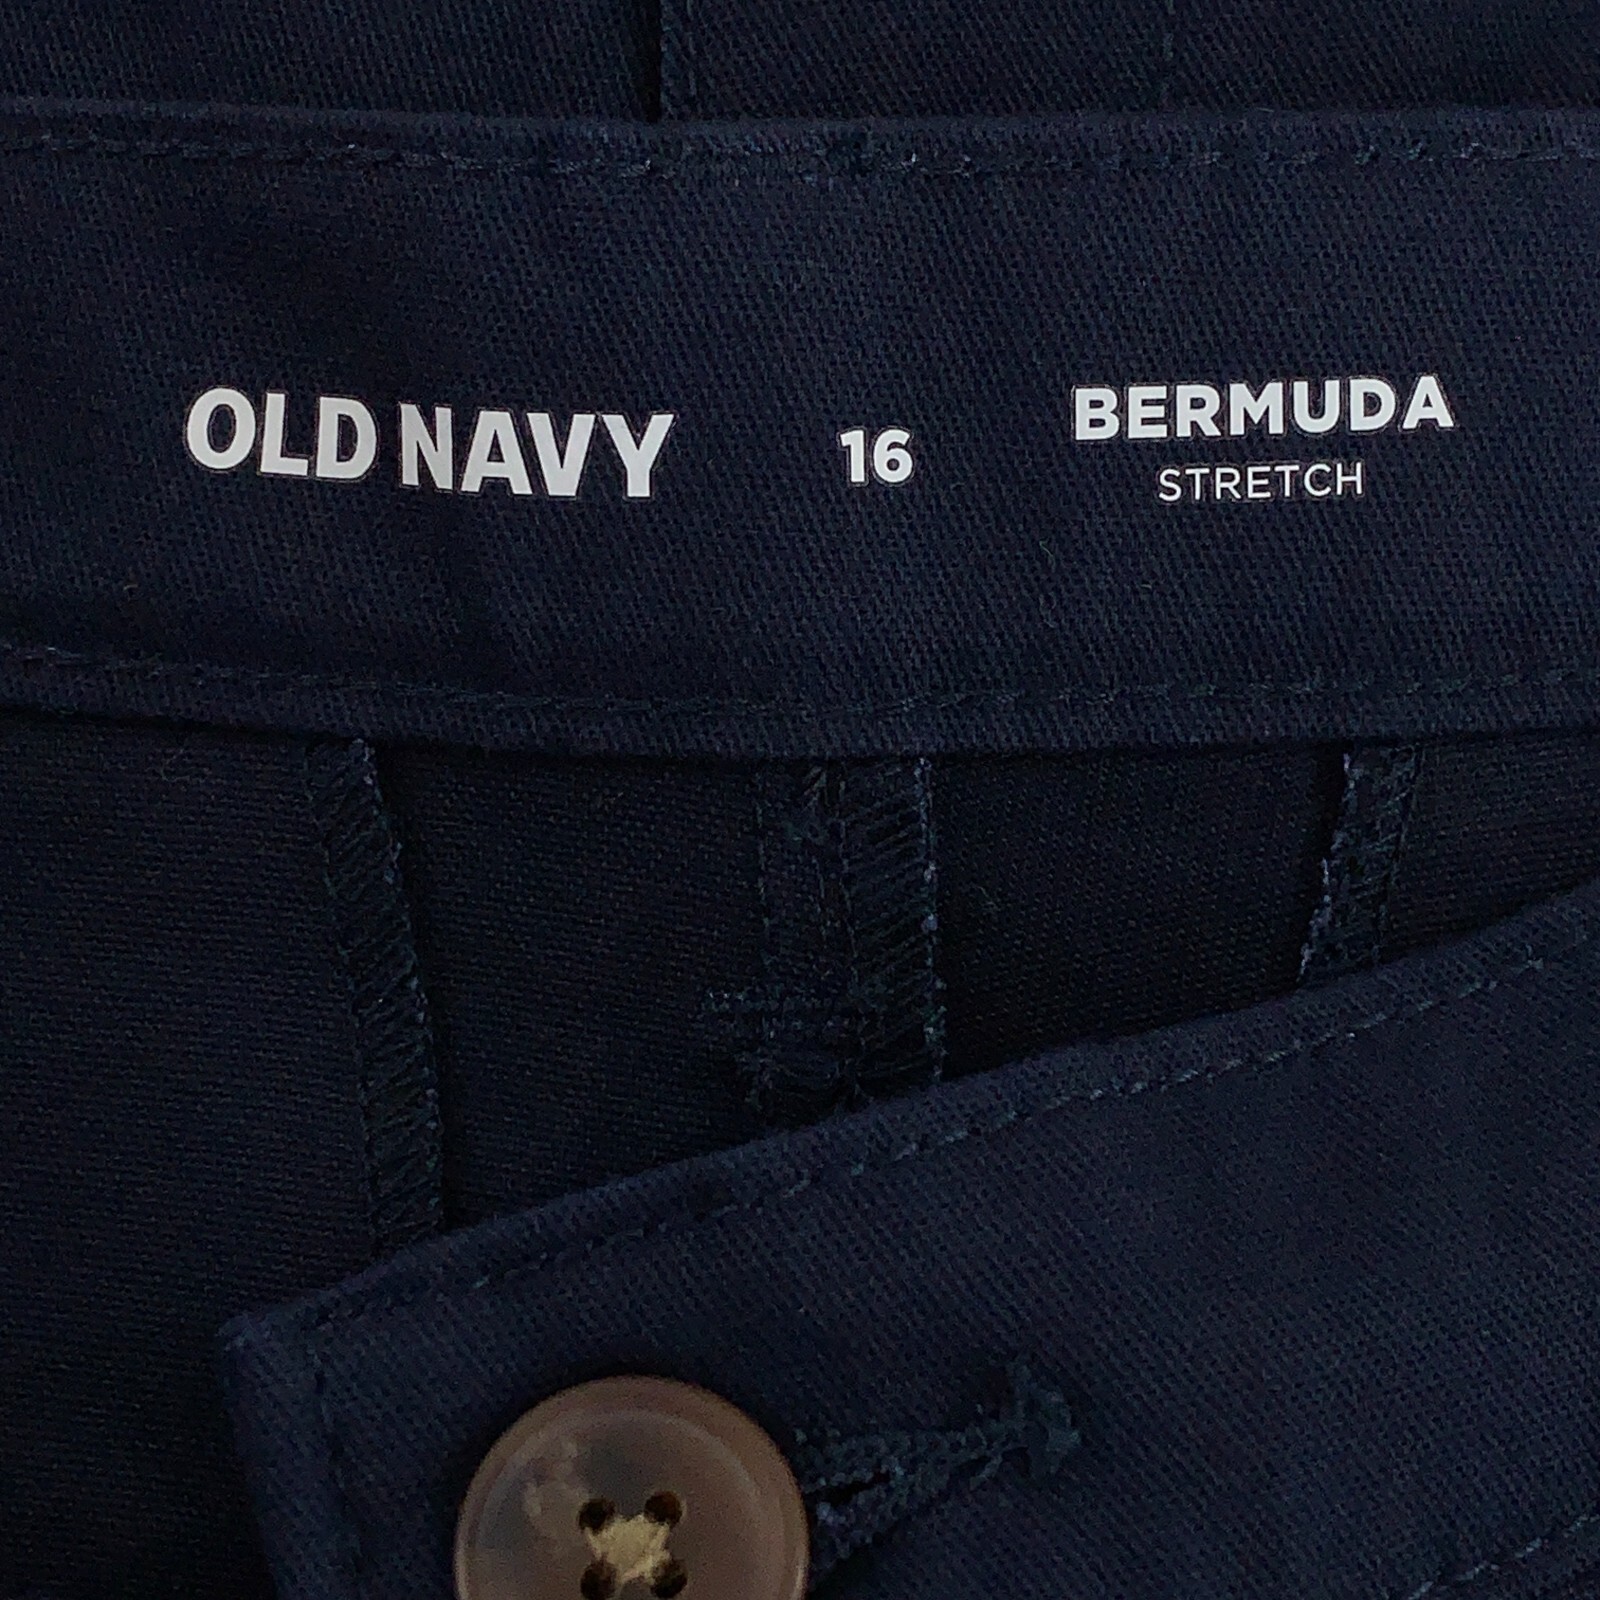 OLD NAVY
16
BERMUDA
STRETCH